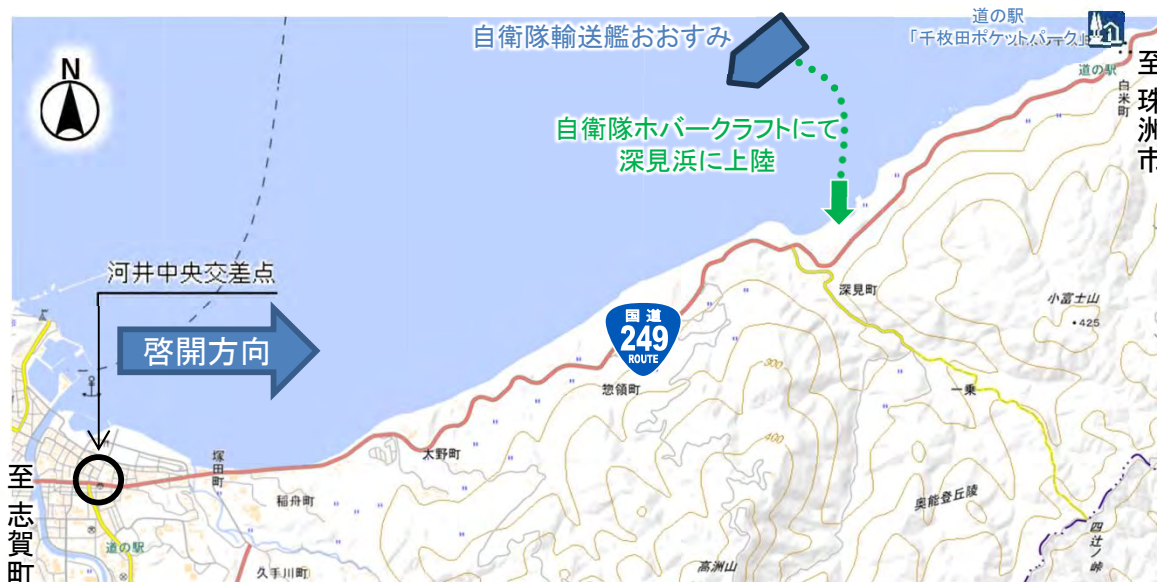 道の駅
「千枚田ポケットパーク」
自衛隊輸送艦おおすみ
道の駅
至 珠洲市
白米町
N
自衛隊ホバークラフトにて
深見浜に上陸
河井中央交差点
啓開方向
国道
249
ROUTE
深見町
小富士山
・425
300
惣領町
一乗
400
大野町
塚田町
稲舟町
至 志賀町
道の駅
久手川町
高洲山
奥能登丘陵
四辻ノ峠